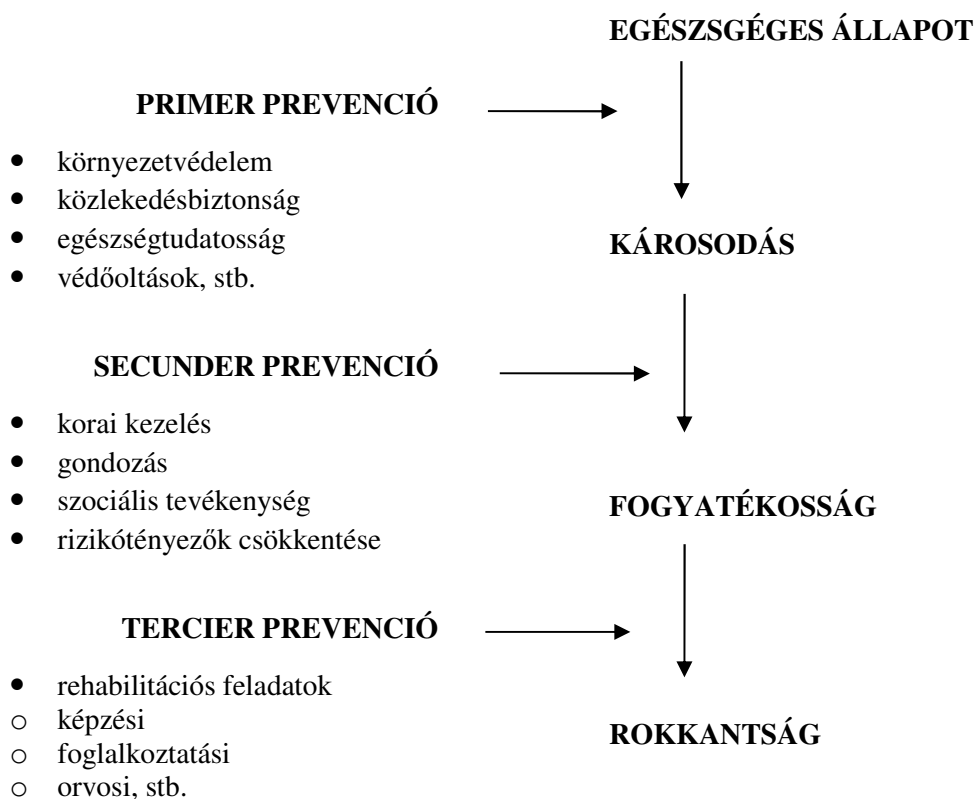 EGÉSZSGÉGES ÁLLAPOT
PRIMER PREVENCIÓ
• környezetvédelem
• közlekedésbiztonság
• egészségtudatosság
• védőoltások, stb.
KÁROSODÁS
SECUNDER PREVENCIÓ
• korai kezelés
• gondozás
• szociális tevékenység
• rizikótényezők csökkentése
FOGYATÉKOSSÁG
TERCIER PREVENCIÓ
• rehabilitációs feladatok
○ képzési
○ foglalkoztatási
○ orvosi, stb.
ROKKANTSÁG